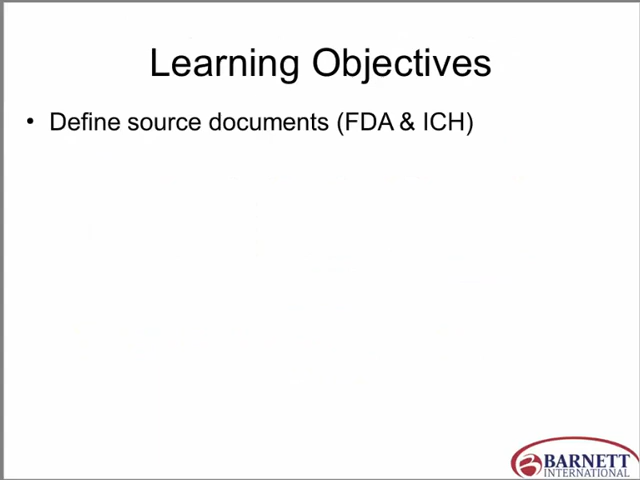 Learning Objectives
• Define source documents (FDA & ICH)
BARNETT
INTERNATIONAL